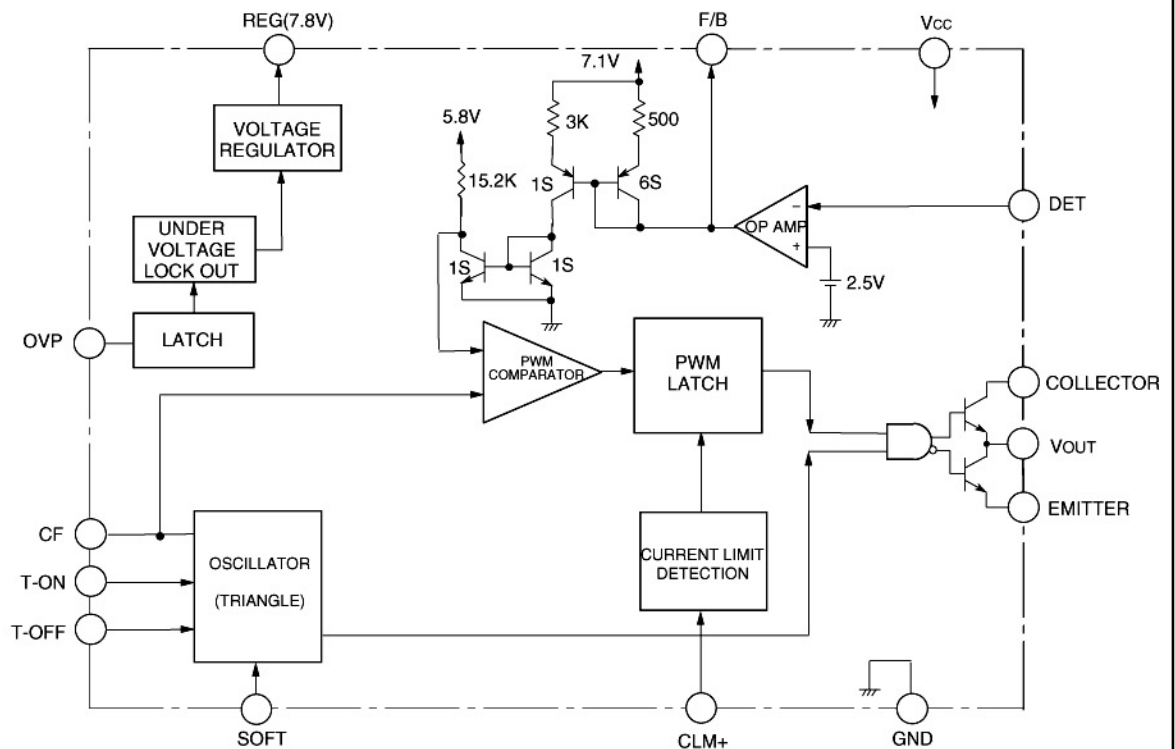 REG(7.8V)
F/B
VCC
7.1V
5.8V
3K
500
VOLTAGE
REGULATOR
15.2K
1S
6S
DET
–
OP AMP
+
UNDER
VOLTAGE
LOCK OUT
1S
1S
2.5V
OVP
LATCH
PWM
COMPARATOR
PWM
LATCH
COLLECTOR
VOUT
EMITTER
CF
T-ON
T-OFF
OSCILLATOR
(TRIANGLE)
CURRENT LIMIT
DETECTION
SOFT
CLM+
GND